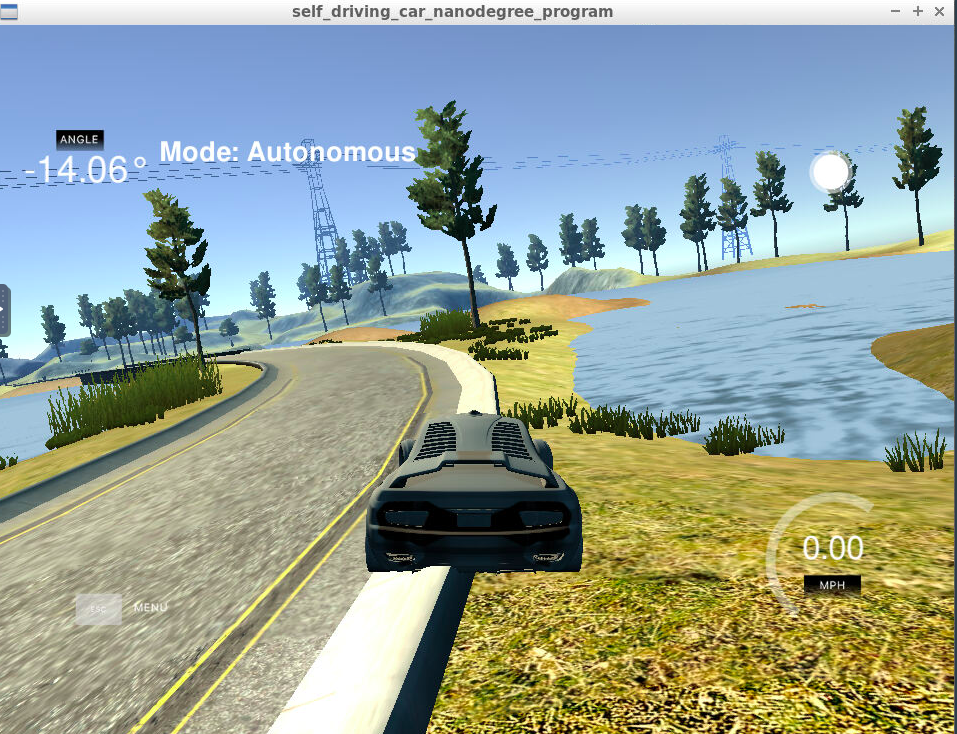 self_driving_car_nanodegree_program
ANGLE
-14.06°
Mode: Autonomous
0.00
MPH
ESC
MENU